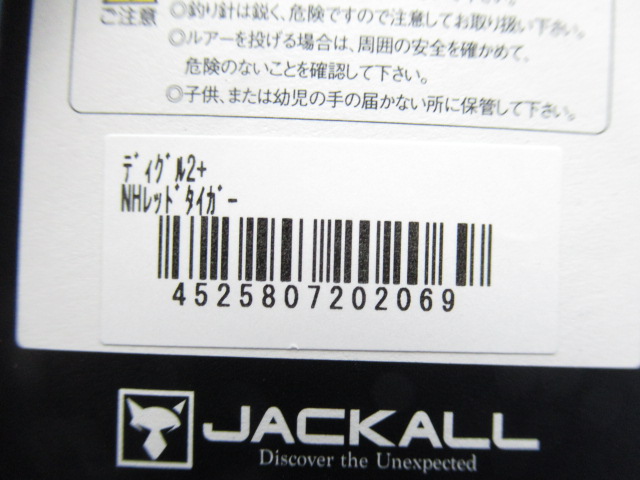 ご注意
◎釣り針は鋭く、危険ですので注意してお取り扱い下さい。
◎ルアーを投げる場合は、周囲の安全を確かめて、
危険のないことを確認して下さい。
◎子供、または幼児の手の届かない所に保管して下さい。
ﾃﾞｨｸﾞﾙ2+
NHﾚｯﾄﾞﾀｲｶﾞｰ
4525807202069
JACKALL
Discover the Unexpected